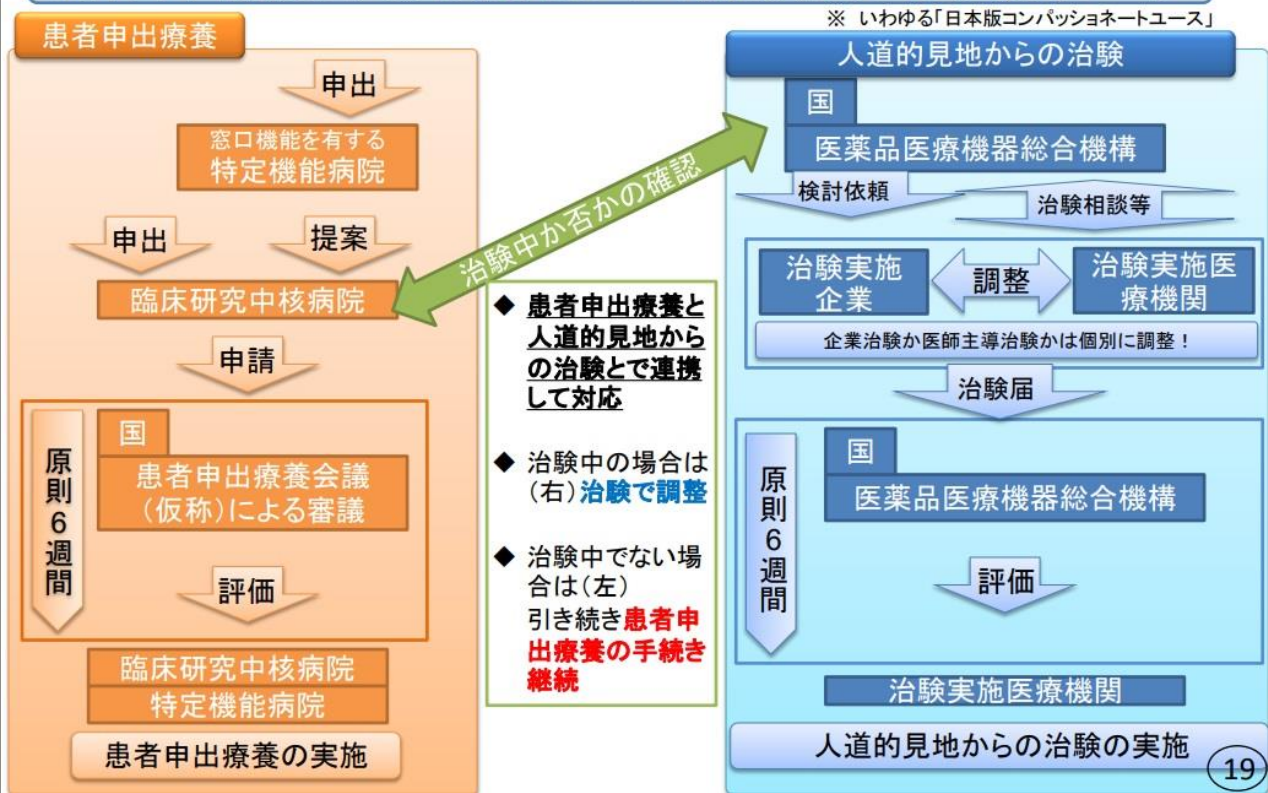 ※ いわゆる「日本版コンパッショネートユース」
患者申出療養
申出
窓口機能を有する
特定機能病院
申出
提案
臨床研究中核病院
申請
原則6週間
国
患者申出療養会議
(仮称)による審議
評価
臨床研究中核病院
特定機能病院
患者申出療養の実施
治験中か否かの確認
◆ 患者申出療養と
人道的見地から
の治験とで連携
して対応
◆ 治験中の場合は
(右)治験で調整
◆ 治験中でない場
合は(左)
引き続き患者申
出療養の手続き
継続
人道的見地からの治験
国
医薬品医療機器総合機構
検討依頼
治験相談等
治験実施
企業
調整
治験実施医
療機関
企業治験か医師主導治験かは個別に調整!
治験届
原則6週間
国
医薬品医療機器総合機構
評価
治験実施医療機関
人道的見地からの治験の実施
19